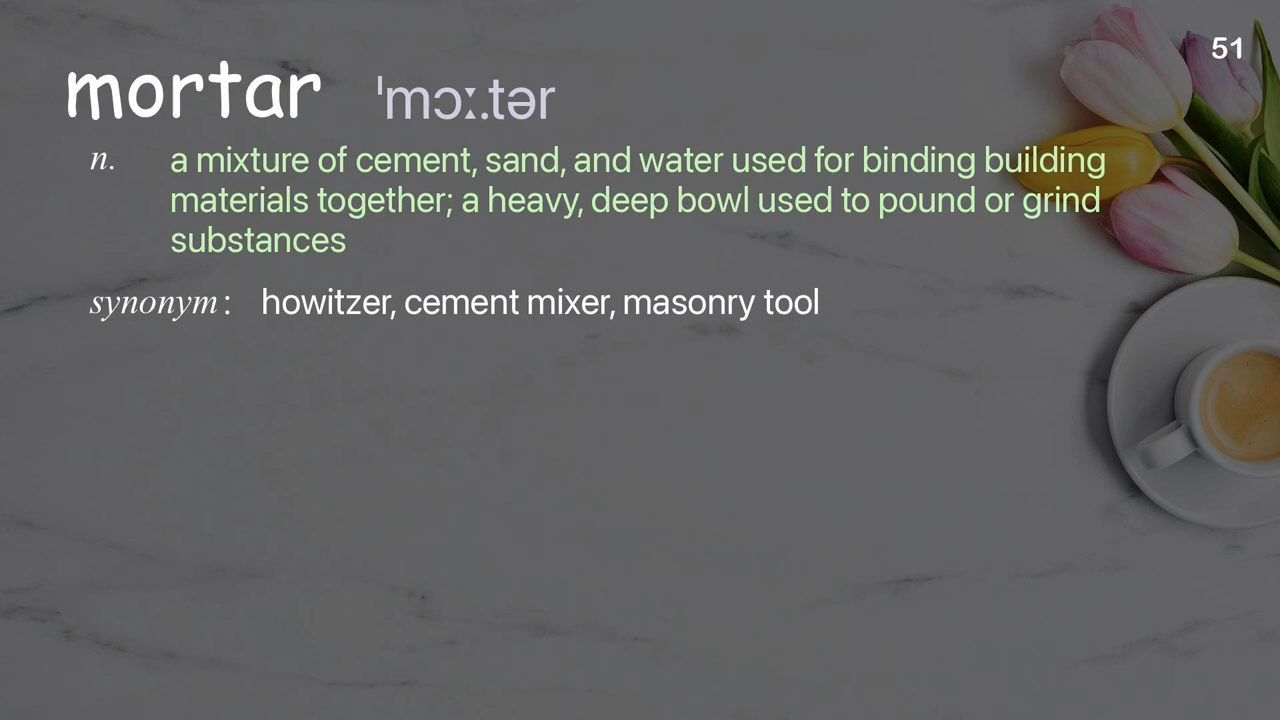 51
mortar ˈmɔː.tər
n. a mixture of cement, sand, and water used for binding building
materials together; a heavy, deep bowl used to pound or grind
substances
synonym : howitzer, cement mixer, masonry tool